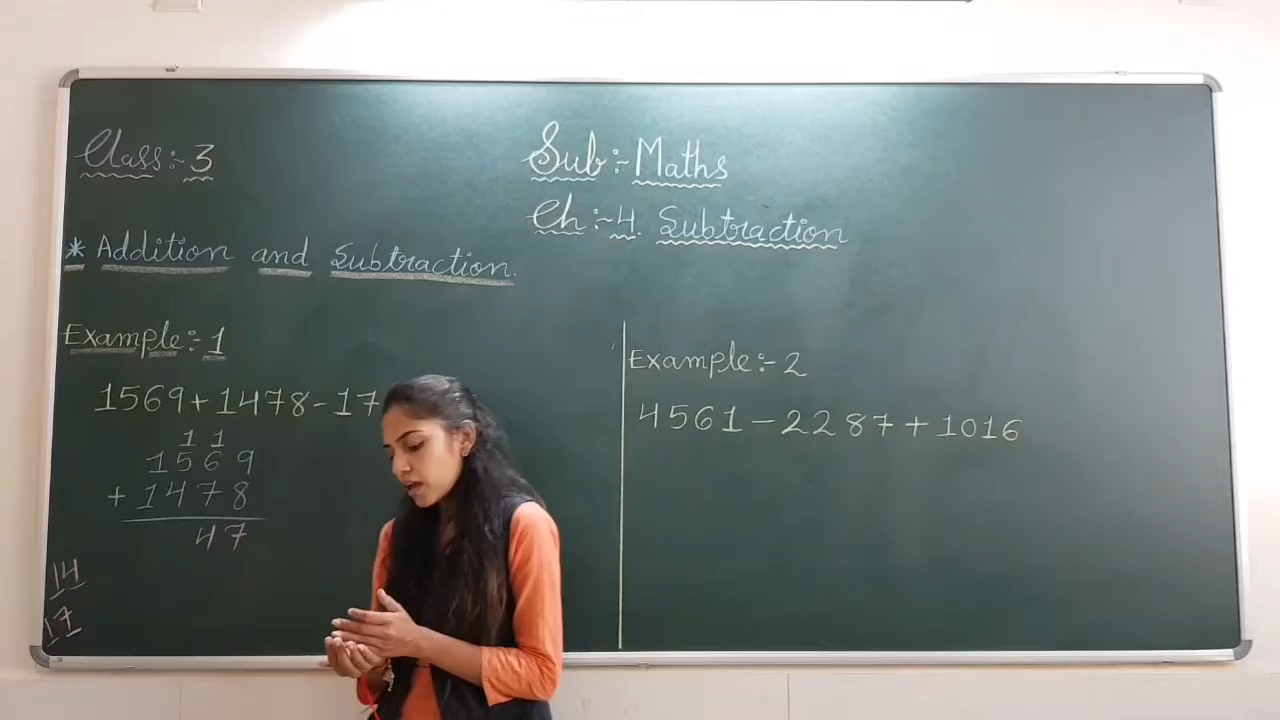 Class:- 3
Sub:- Maths
Ch:-4. Subtraction
* Addition and Subtraction.
Example:- 1
1569+1478-17
1 1
1569
+ 1478
47
14
17
Example:- 2
4561-2287+1016